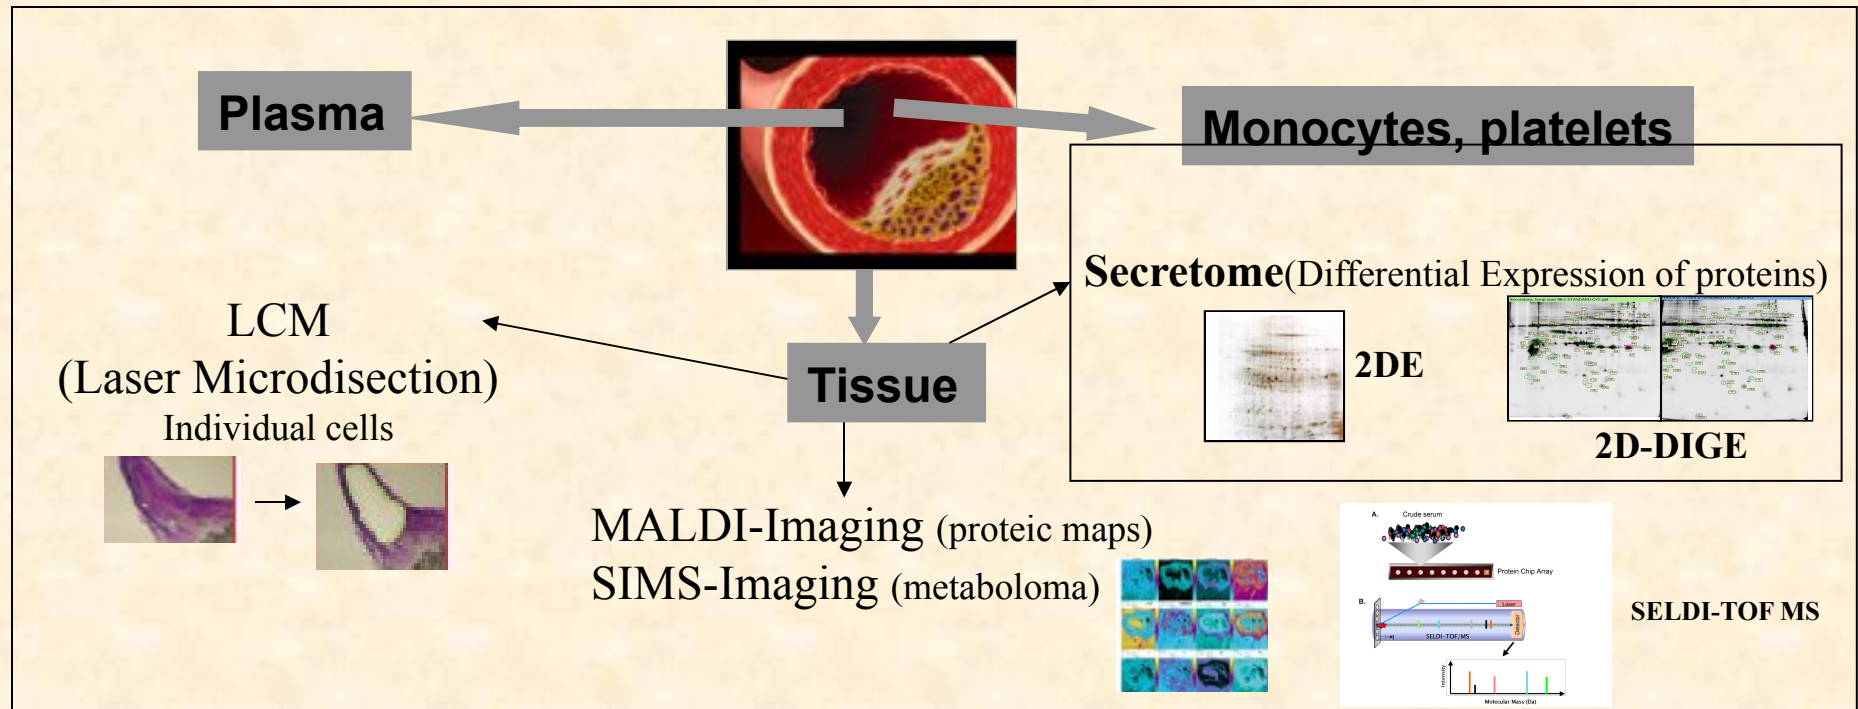 Plasma
Monocytes, platelets
Secretome(Differential Expression of proteins)
LCM
(Laser Microdisection)
Individual cells
Tissue
2DE
2D-DIGE
MALDI-Imaging (proteic maps)
SIMS-Imaging (metaboloma)
A.
Crude serum
Protein Chip Array
B.
Laser
Detector
SELDI-TOF/MS
Intensity
Molecular Mass (Da)
SELDI-TOF MS